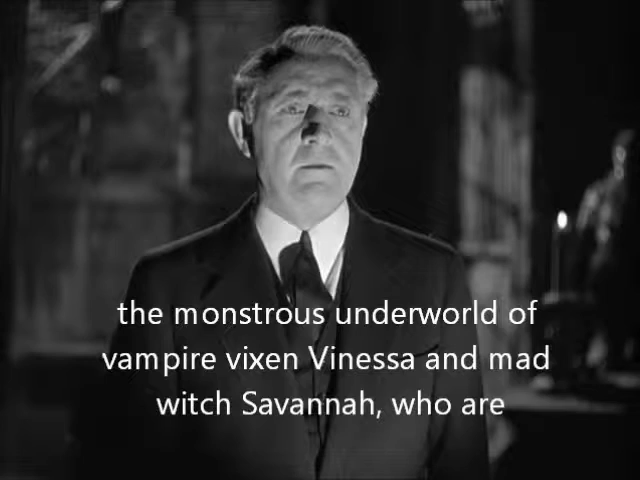 the monstrous underworld of
vampire vixen Vinessa and mad
witch Savannah, who are